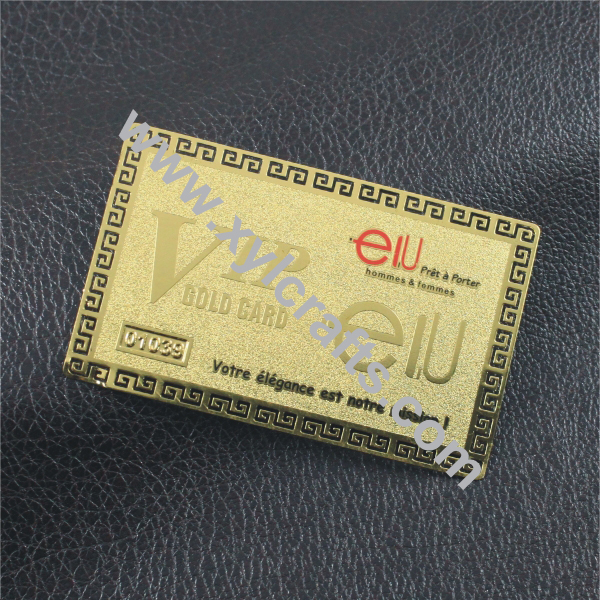 www.xylcrafts.com
VIP
GOLD CARD
elU
Prêt à Porter
hommes & femmes
elU
01039
Votre élégance est notre !